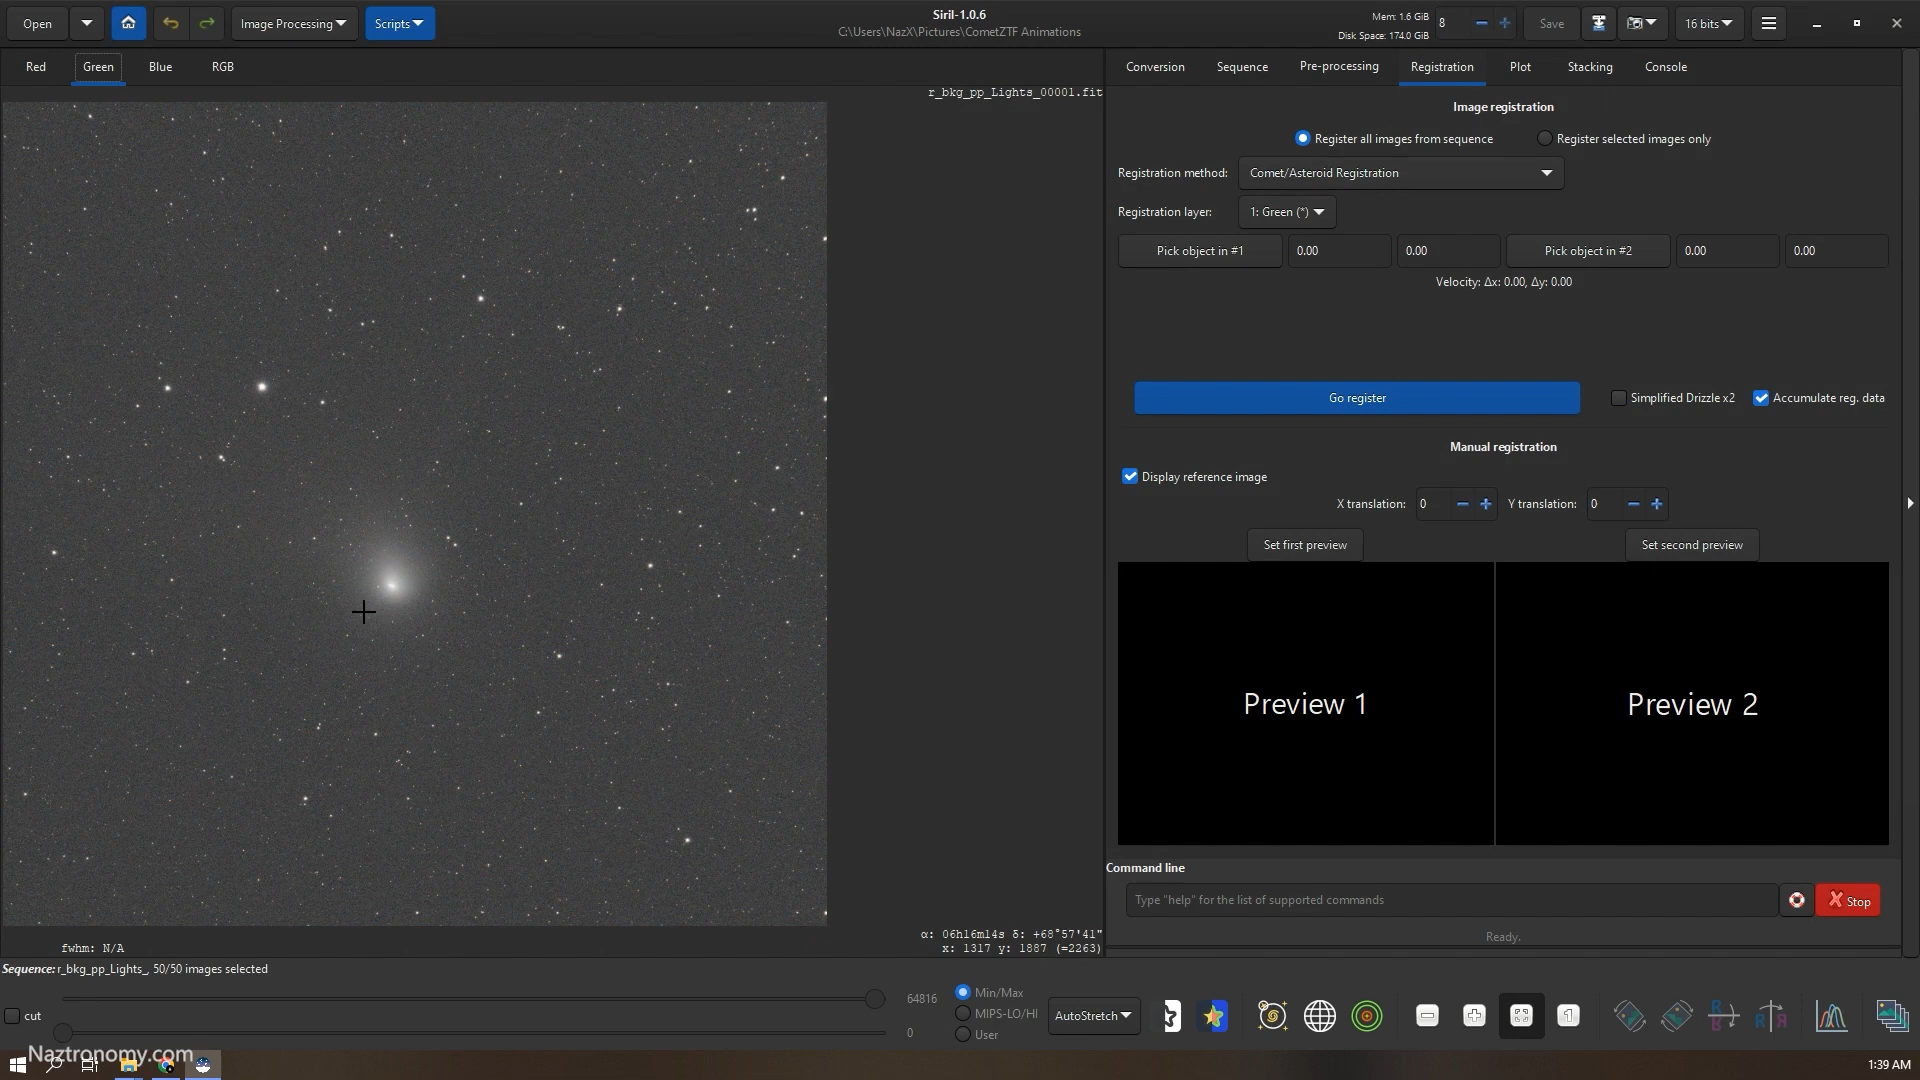 Open
Image Processing
Scripts
Siril-1.0.6
C:\Users\NazX\Pictures\CometZTF Animations
Mem: 1.6 GiB
Disk Space: 174.0 GiB
8
Save
16 bits
Red
Green
Blue
RGB
Conversion
Sequence
Pre-processing
Registration
Plot
Stacking
Console
r_bkg_pp_Lights_00001.fit
Image registration
Register all images from sequence
Register selected images only
Registration method:
Comet/Asteroid Registration
Registration layer:
1: Green (*)
Pick object in #1
0.00
0.00
Pick object in #2
0.00
0.00
Velocity: Δx: 0.00, Δy: 0.00
Go register
Simplified Drizzle x2
Accumulate reg. data
Manual registration
Display reference image
X translation:
0
Y translation:
0
Set first preview
Set second preview
Preview 1
Preview 2
Command line
Type "help" for the list of supported commands
Stop
Ready.
α: 06h16m14s δ: +68°57'41"
x: 1317 y: 1887 (=2263)
fwhm: N/A
Sequence: r_bkg_pp_Lights_, 50/50 images selected
cut
64816
0
Min/Max
MIPS-LO/HI
User
AutoStretch
1
R
R
R
R
Naztronomy.com
1:39 AM